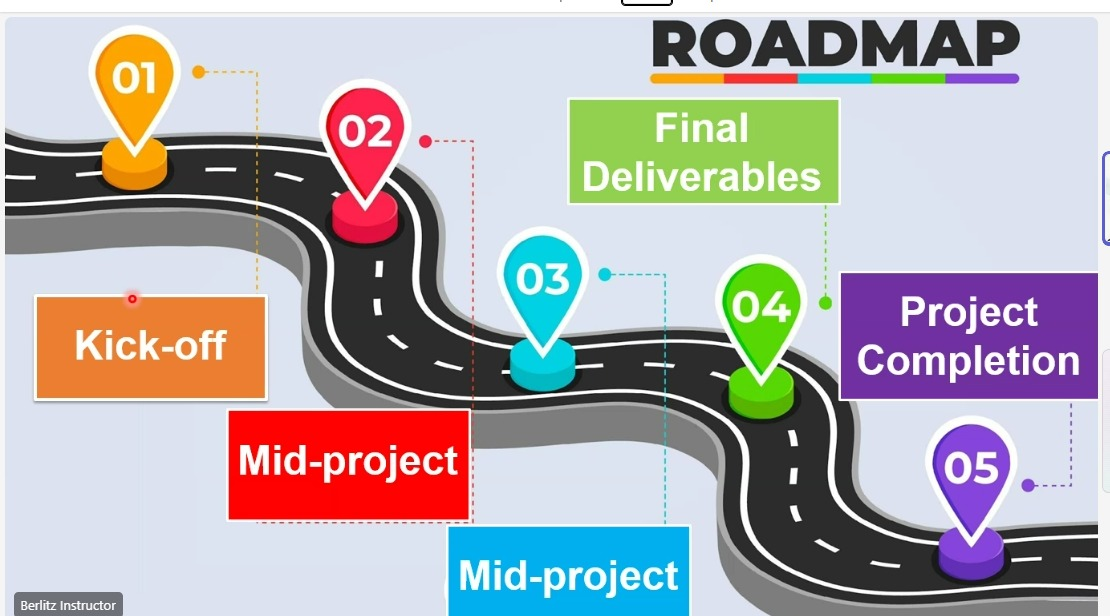 ROADMAP
01
02
03
04
05
Kick-off
Mid-project
Mid-project
Final
Deliverables
Project
Completion
Berlitz Instructor